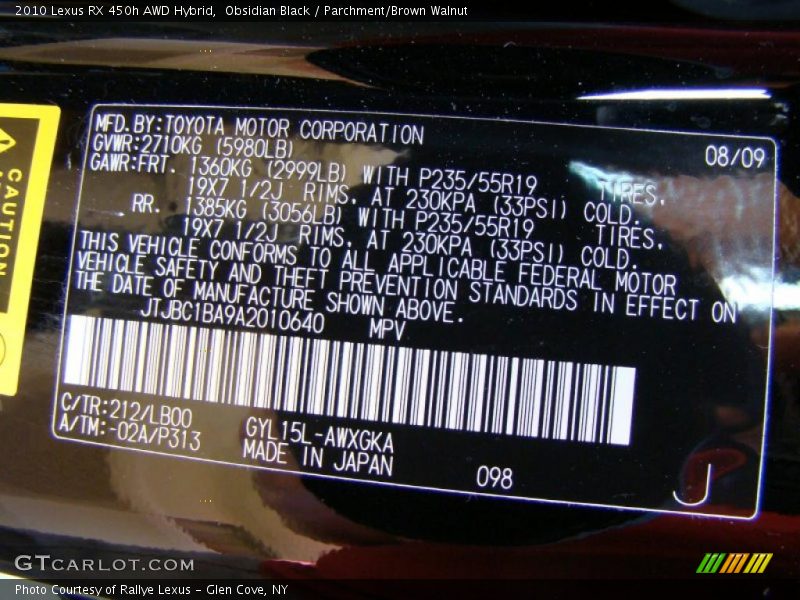 2010 Lexus RX 450h AWD Hybrid,  Obsidian Black / Parchment/Brown Walnut
CAUTION
MFD. BY:TOYOTA MOTOR CORPORATION 08/09
GVWR:2710KG (5980LB)
GAWR:FRT. 1360KG (2999LB) WITH P235/55R19 TIRES,
19X7 1/2J RIMS, AT 230KPA (33PSI) COLD.
RR. 1385KG (3056LB) WITH P235/55R19 TIRES,
19X7 1/2J RIMS, AT 230KPA (33PSI) COLD.
THIS VEHICLE CONFORMS TO ALL APPLICABLE FEDERAL MOTOR
VEHICLE SAFETY AND THEFT PREVENTION STANDARDS IN EFFECT ON
THE DATE OF MANUFACTURE SHOWN ABOVE.
JTJBC1BA9A2010640 MPV
C/TR:212/LB00 GYL15L-AWXGKA
A/TM:-02A/P313 MADE IN JAPAN
098 J
GTCARLOT.COM
Photo Courtesy of Rallye Lexus - Glen Cove, NY